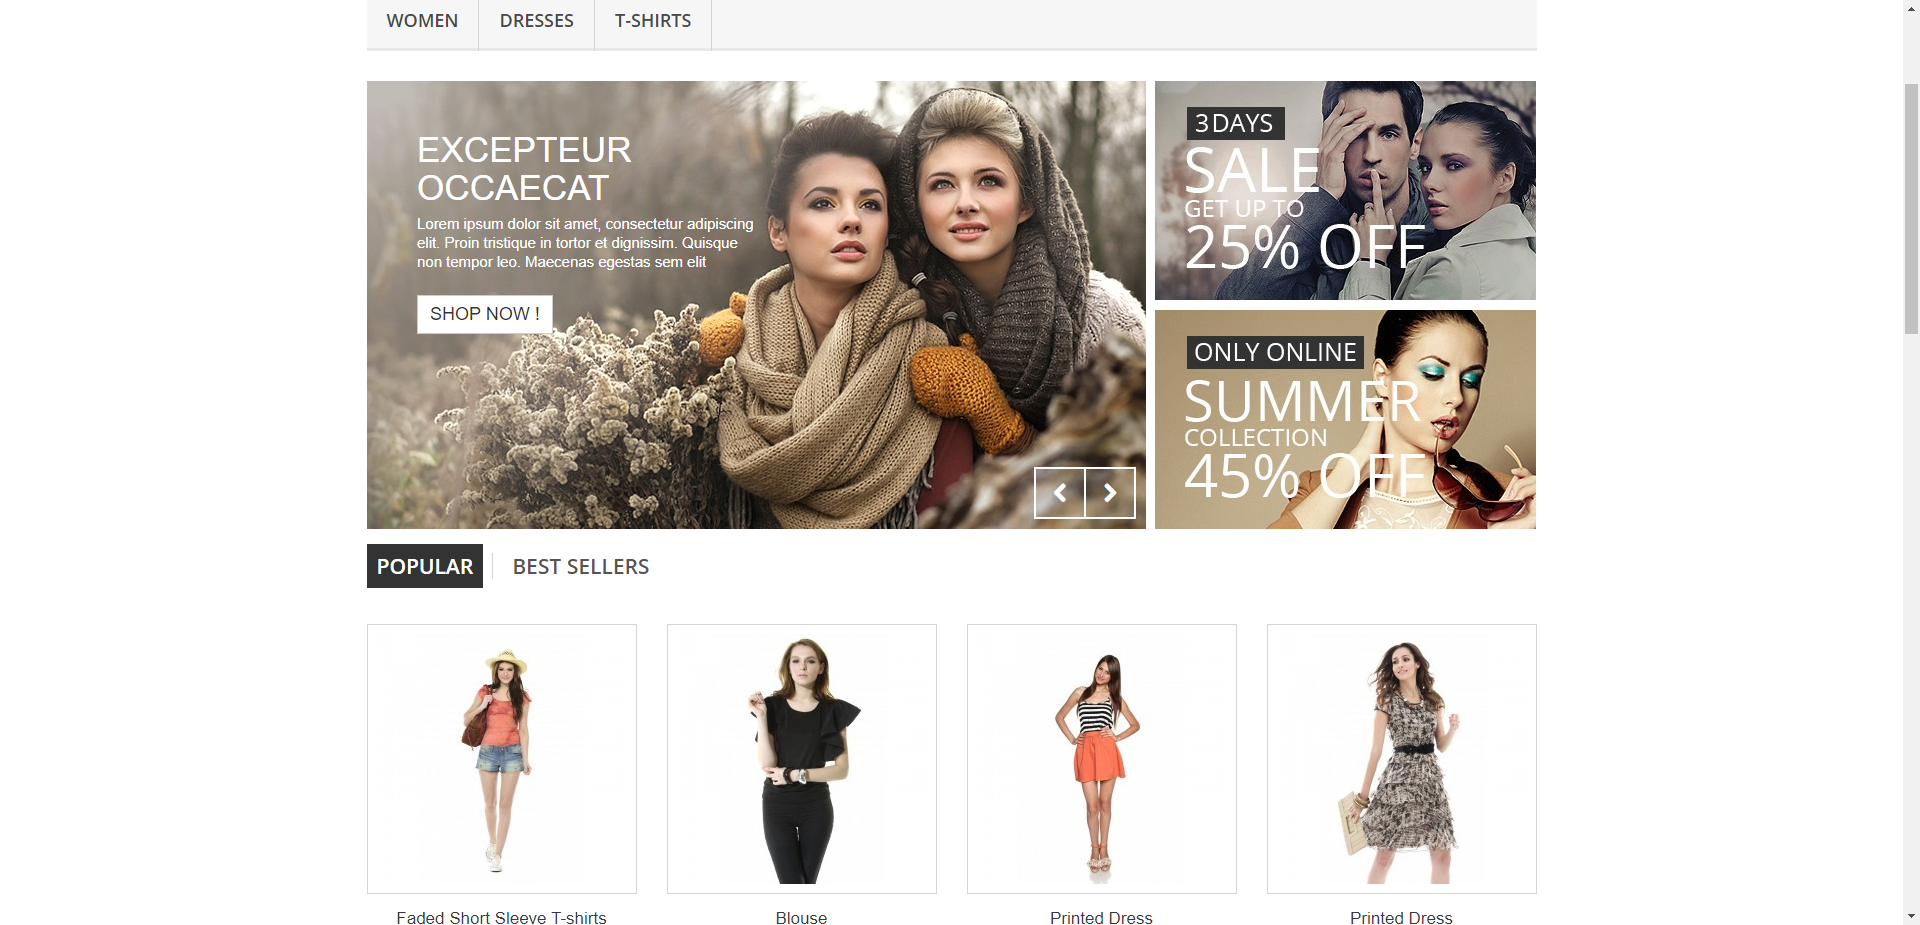 WOMEN
DRESSES
T-SHIRTS
EXCEPTEUR
OCCAECAT
Lorem ipsum dolor sit amet, consectetur adipiscing
elit. Proin tristique in tortor et dignissim. Quisque
non tempor leo. Maecenas egestas sem elit
SHOP NOW !
3DAYS
SALE
GET UP TO
25% OFF
ONLY ONLINE
SUMMER
COLLECTION
45% OFF
POPULAR
BEST SELLERS
Faded Short Sleeve T-shirts
Blouse
Printed Dress
Printed Dress